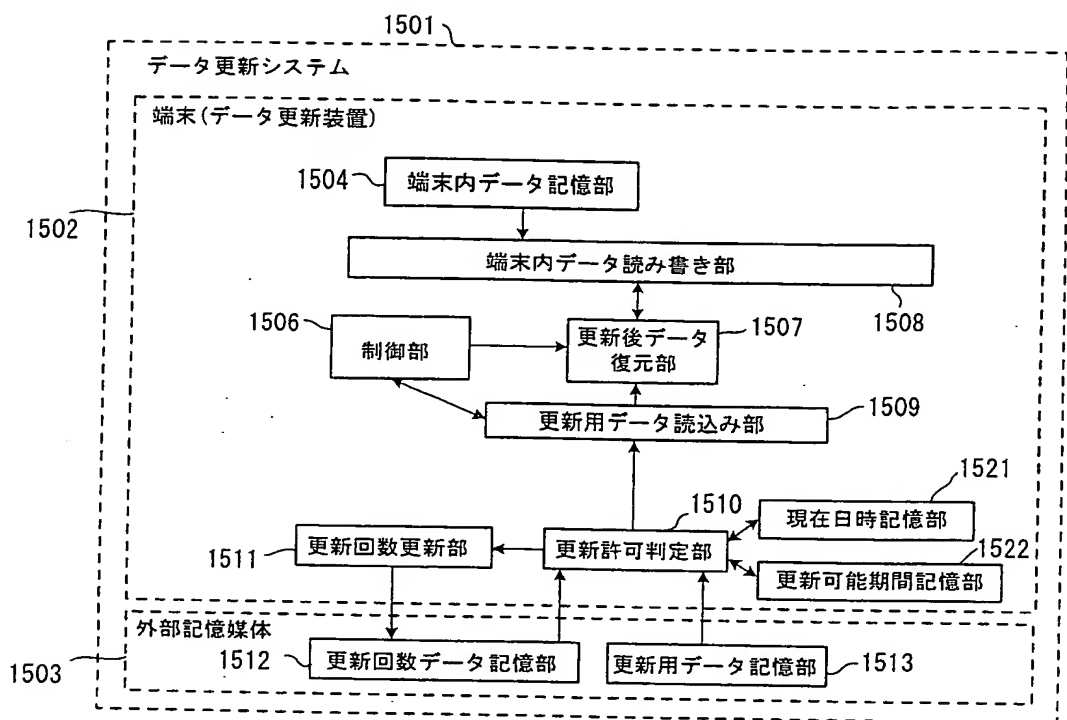 1501
データ更新システム
端末(データ更新装置)
1504
端末内データ記憶部
1502
端末内データ読み書き部
1508
1506
制御部
更新後データ
復元部
1507
更新用データ読込み部
1509
1521
1510
現在日時記憶部
1511
更新回数更新部
更新許可判定部
1522
更新可能期間記憶部
外部記憶媒体
1503
1512
更新回数データ記憶部
更新用データ記憶部
1513